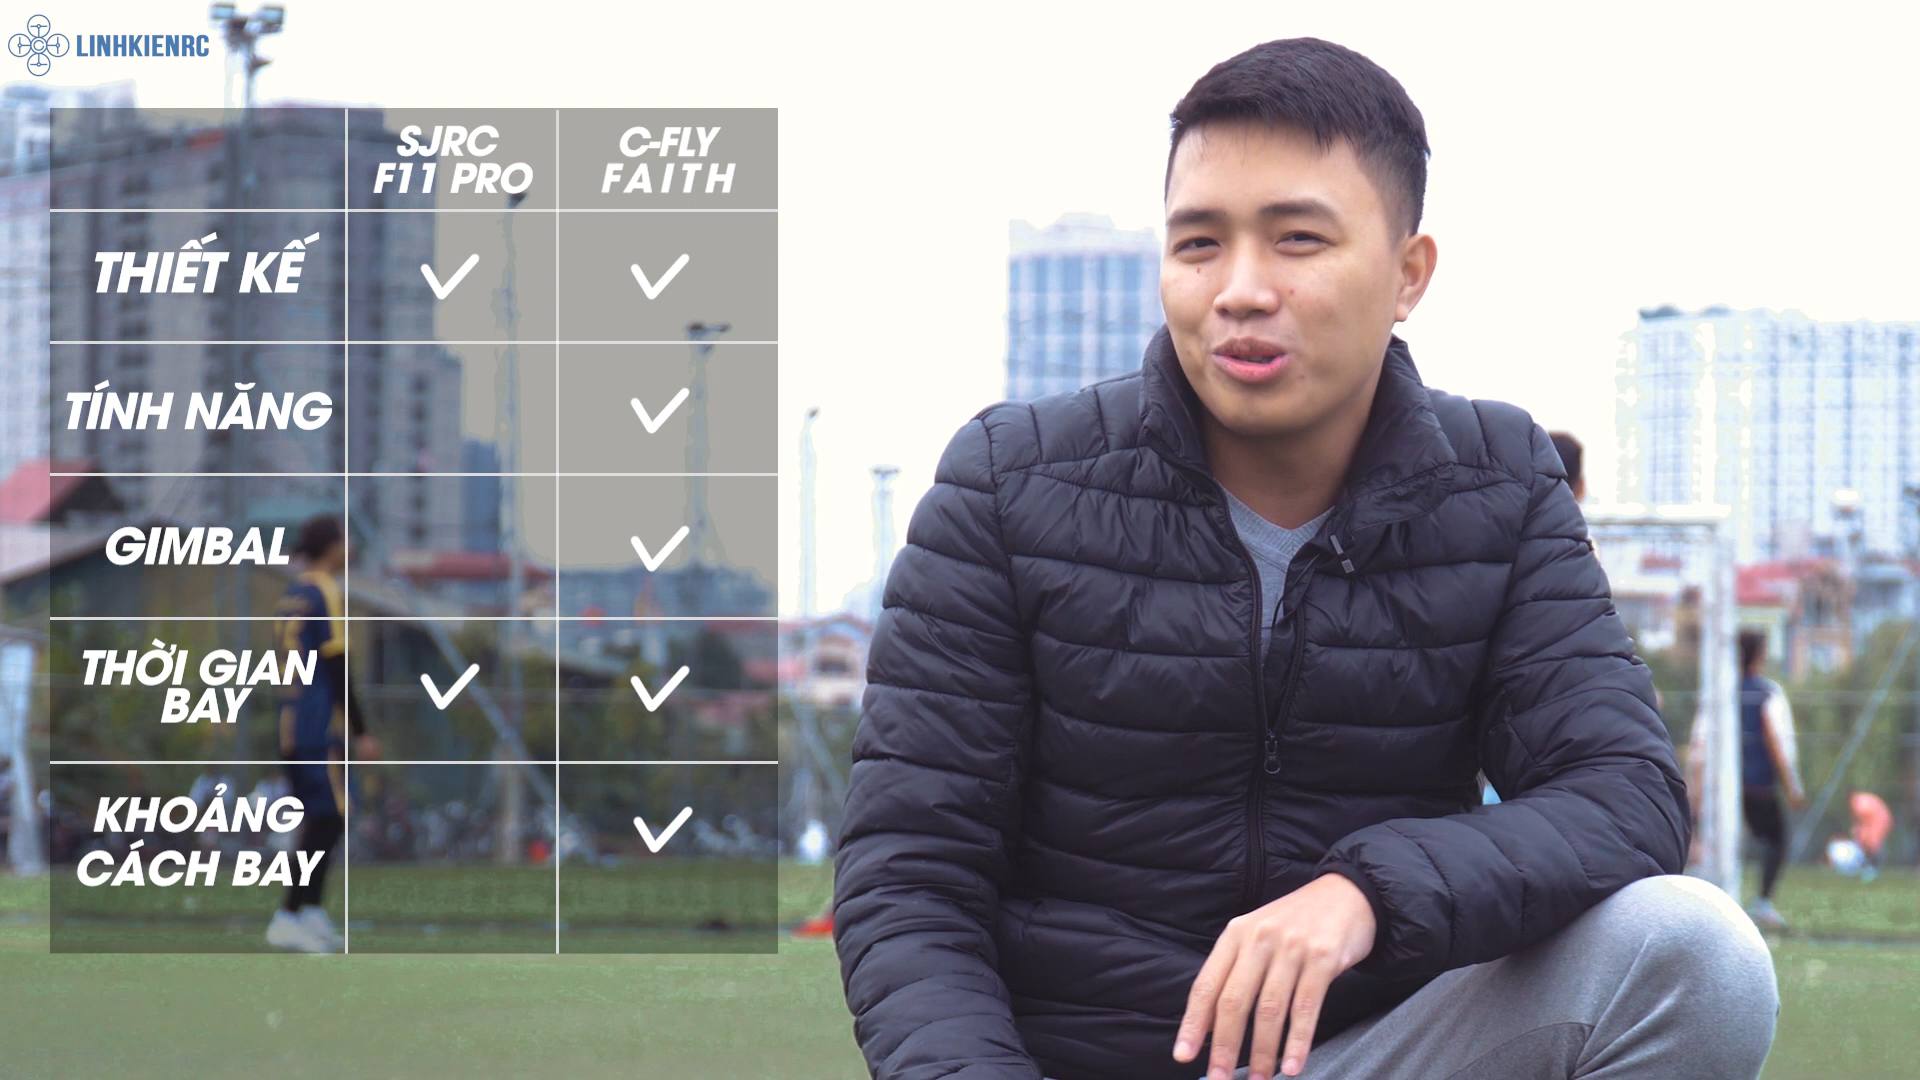 LINHKIENRC
SJRC
F11 PRO
C-FLY
FAITH
THIẾT KẾ
TÍNH NĂNG
GIMBAL
THỜI GIAN
BAY
KHOẢNG
CÁCH BAY